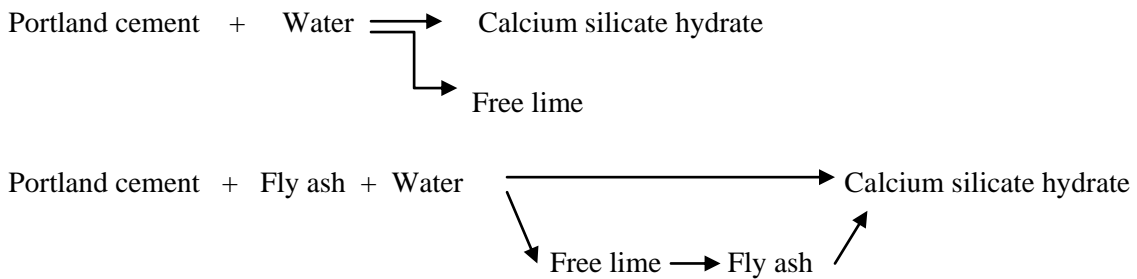 Portland cement + Water Calcium silicate hydrate
Free lime
Portland cement + Fly ash + Water Calcium silicate hydrate
Free lime Fly ash